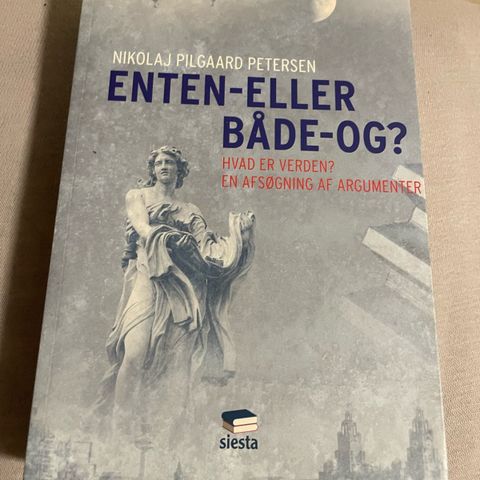 NIKOLAJ PILGAARD PETERSEN
ENTEN-ELLER
BÅDE-OG?
HVAD ER VERDEN?
EN AFSØGNING AF ARGUMENTER
siesta